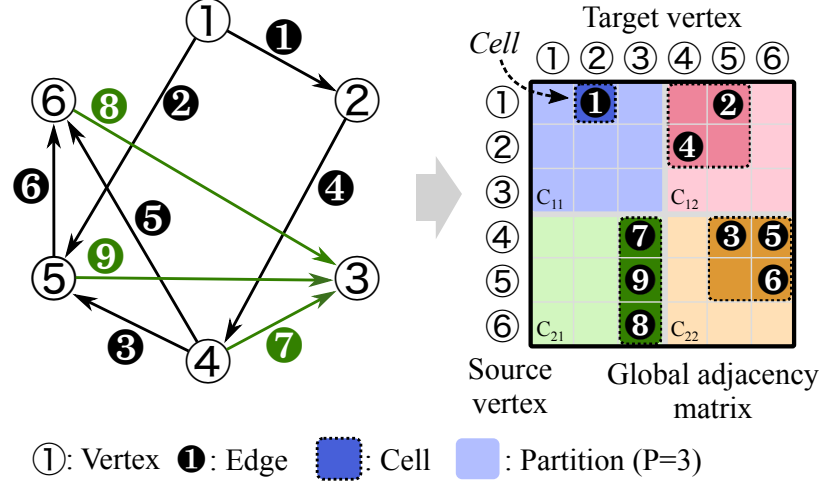 ① ❶
⑥ ❽ ❷ ②
❻ ❺ ❹
⑤ ❾ ③
❸ ④ ❼
Target vertex
Cell ① ② ③ ④ ⑤ ⑥
① ❶ ❷
② ❹
③ C11 C12
④ ❼ ❸ ❺
⑤ ❾ ❻
⑥ C21 ❽ C22
Source vertex
Global adjacency matrix
①: Vertex ❶: Edge : Cell : Partition (P=3)